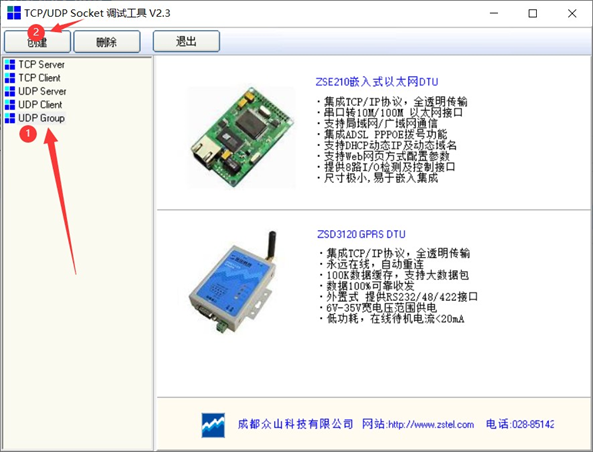 TCP/UDP Socket 调试工具 V2.3
2
创建
删除
退出
TCP Server
TCP Client
UDP Server
UDP Client
UDP Group
1
ZSE210嵌入式以太网DTU
·集成TCP/IP协议，全透明传输
·串口转10M/100M 以太网接口
·支持局域网/广域网通信
·集成ADSL PPPOE拨号功能
·支持DHCP动态IP及动态域名
·支持Web网页方式配置参数
·提供8路I/O检测及控制接口
·尺寸极小,易于嵌入集成
ZSD3120 GPRS DTU
·集成TCP/IP协议，全透明传输
·永远在线，自动重连
·100K数据缓存，支持大数据包
·数据100%可靠收发
·外置式 提供RS232/48/422接口
·6V-35V宽电压范围供电
·低功耗，在线待机电流<20mA
成都众山科技有限公司 网站:http://www.zstel.com 电话:028-85142